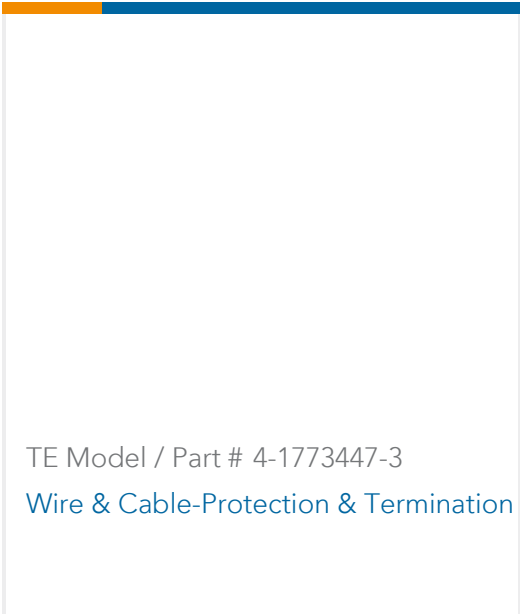 TE Model / Part # 4-1773447-3
Wire & Cable-Protection & Termination